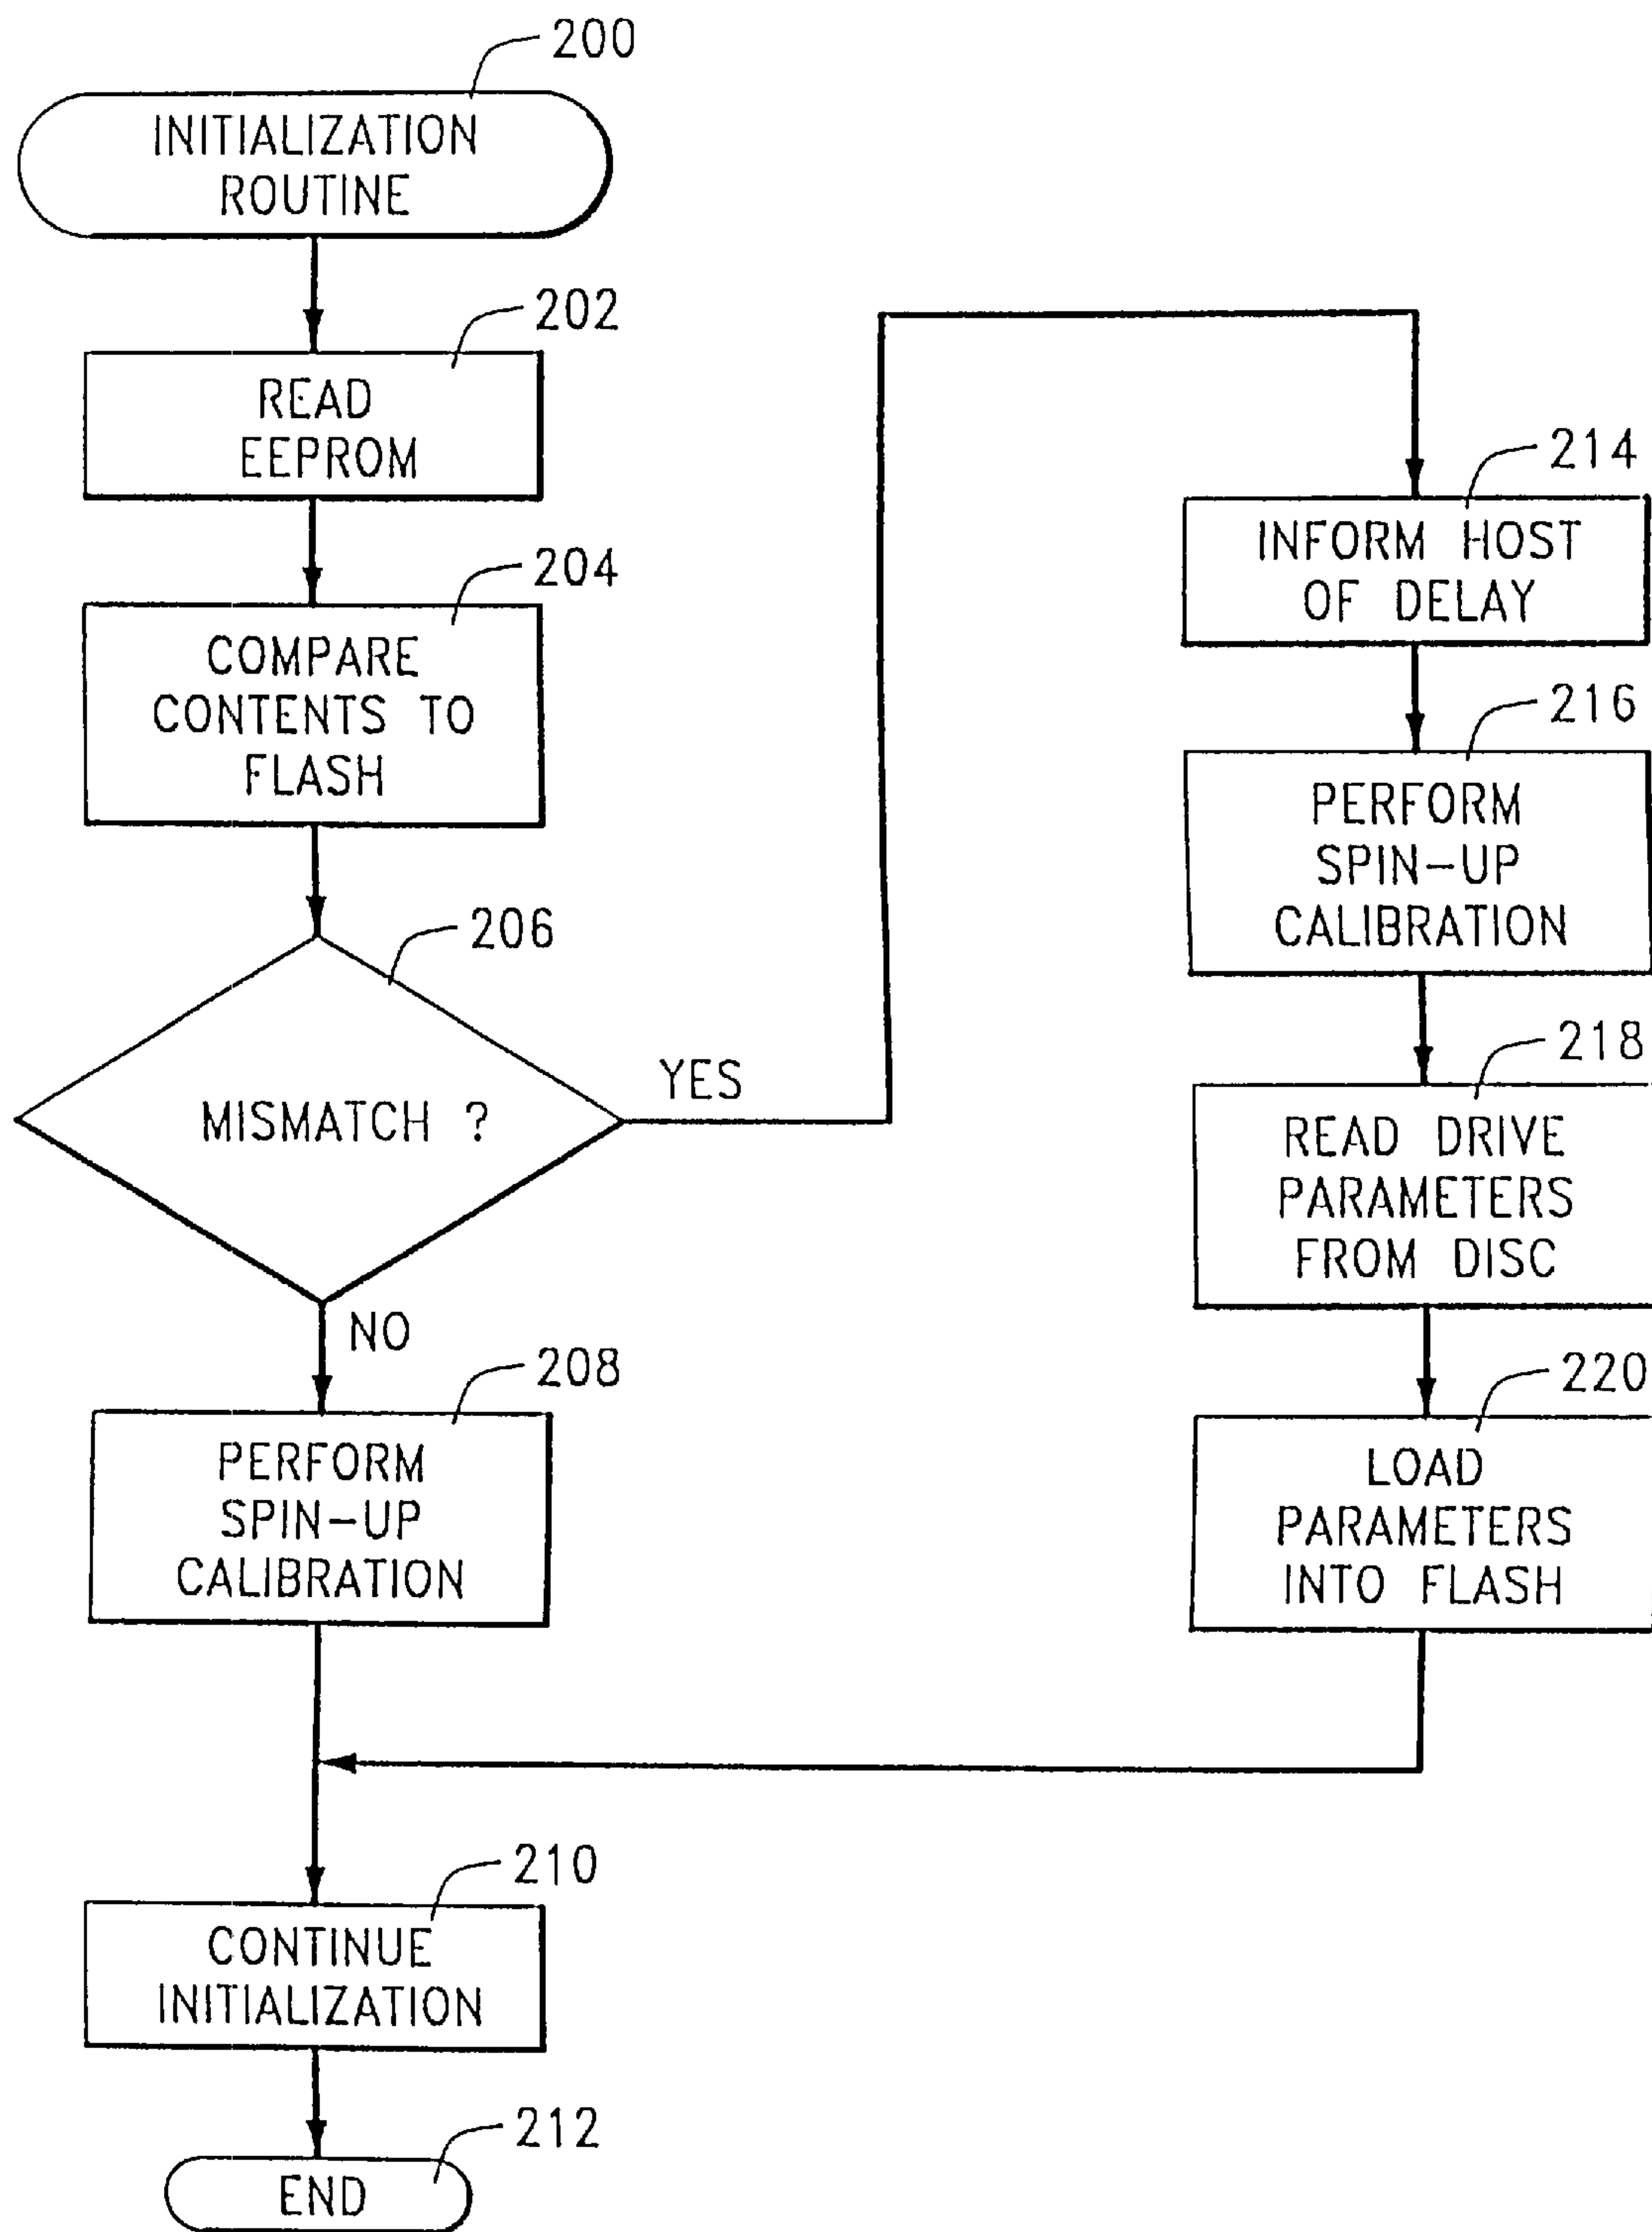 200
INITIALIZATION
ROUTINE
202
READ
EEPROM
204
COMPARE
CONTENTS TO
FLASH
206
MISMATCH ?
YES
NO
208
PERFORM
SPIN-UP
CALIBRATION
210
CONTINUE
INITIALIZATION
212
END
214
INFORM HOST
OF DELAY
216
PERFORM
SPIN-UP
CALIBRATION
218
READ DRIVE
PARAMETERS
FROM DISC
220
LOAD
PARAMETERS
INTO FLASH